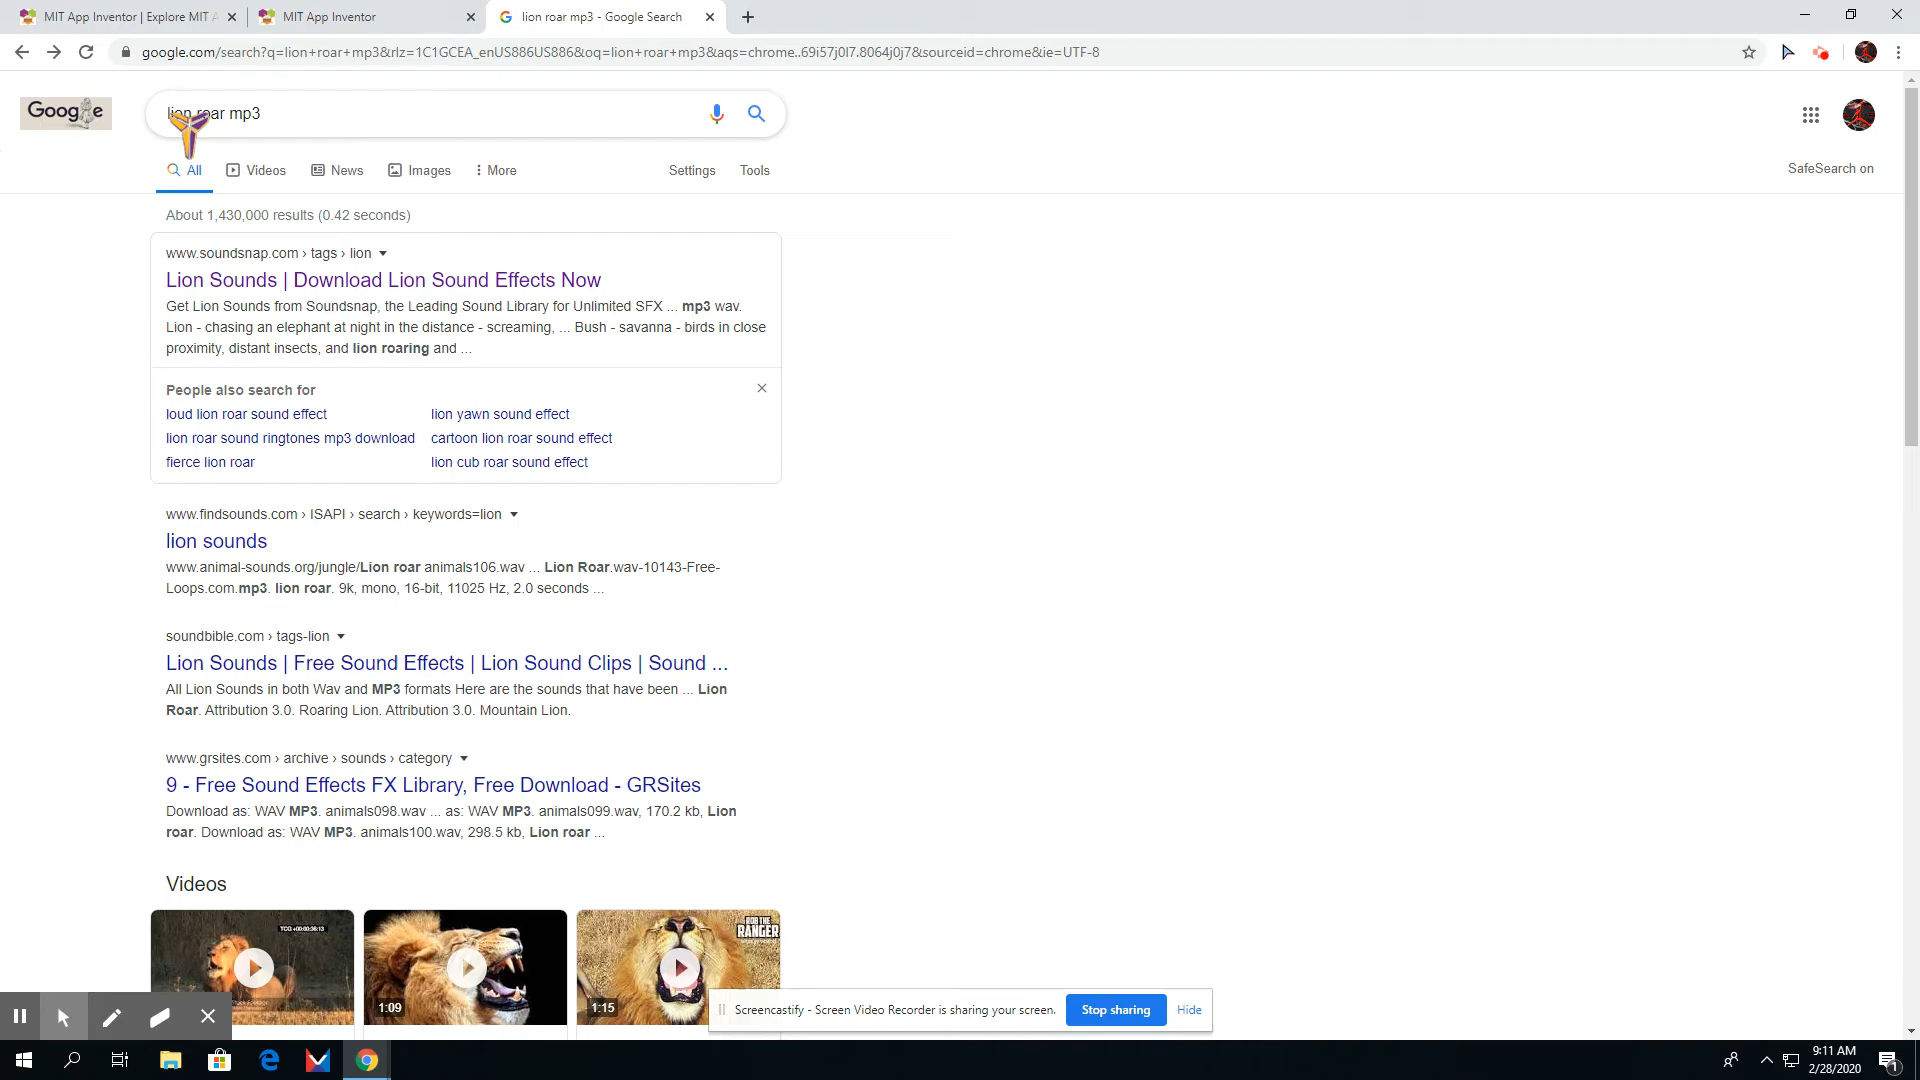 MIT App Inventor | Explore MIT A
MIT App Inventor
lion roar mp3 - Google Search
google.com/search?q=lion+roar+mp3&rlz=1C1GCEA_enUS886US886&oq=lion+roar+mp3&aqs=chrome..69i57j0l7.8064j0j7&sourceid=chrome&ie=UTF-8
Google
lion roar mp3
All
Videos
News
Images
More
Settings
Tools
SafeSearch on
About 1,430,000 results (0.42 seconds)
www.soundsnap.com › tags › lion
Lion Sounds | Download Lion Sound Effects Now
Get Lion Sounds from Soundsnap, the Leading Sound Library for Unlimited SFX ... mp3 wav.
Lion - chasing an elephant at night in the distance - screaming, ... Bush - savanna - birds in close
proximity, distant insects, and lion roaring and ...
People also search for
loud lion roar sound effect
lion yawn sound effect
lion roar sound ringtones mp3 download
cartoon lion roar sound effect
fierce lion roar
lion cub roar sound effect
www.findsounds.com › ISAPI › search › keywords=lion
lion sounds
www.animal-sounds.org/jungle/Lion roar animals106.wav ... Lion Roar.wav-10143-Free-
Loops.com.mp3. lion roar. 9k, mono, 16-bit, 11025 Hz, 2.0 seconds ...
soundbible.com › tags-lion
Lion Sounds | Free Sound Effects | Lion Sound Clips | Sound ...
All Lion Sounds in both Wav and MP3 formats Here are the sounds that have been ... Lion
Roar. Attribution 3.0. Roaring Lion. Attribution 3.0. Mountain Lion.
www.grsites.com › archive › sounds › category
9 - Free Sound Effects FX Library, Free Download - GRSites
Download as: WAV MP3. animals098.wav ... as: WAV MP3. animals099.wav, 170.2 kb, Lion
roar. Download as: WAV MP3. animals100.wav, 298.5 kb, Lion roar ...
Videos
1:09
ROB THE
RANGER
1:15
Screencastify - Screen Video Recorder is sharing your screen.
Stop sharing
Hide
9:11 AM
2/28/2020
1